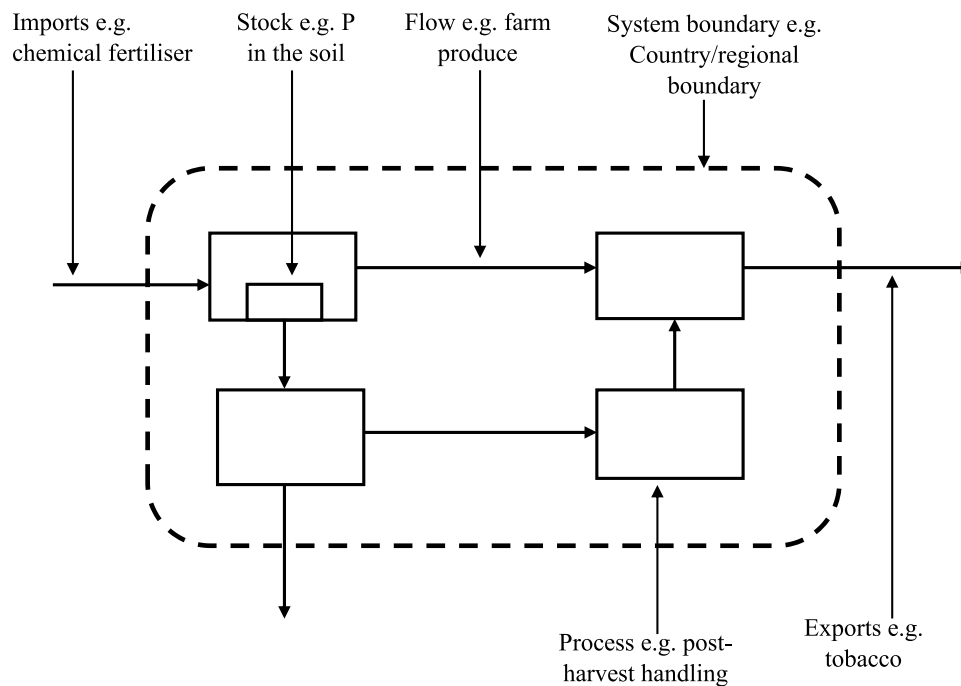 Imports e.g.
chemical fertiliser
Stock e.g. P
in the soil
Flow e.g. farm
produce
System boundary e.g.
Country/regional
boundary
Process e.g. post-
harvest handling
Exports e.g.
tobacco